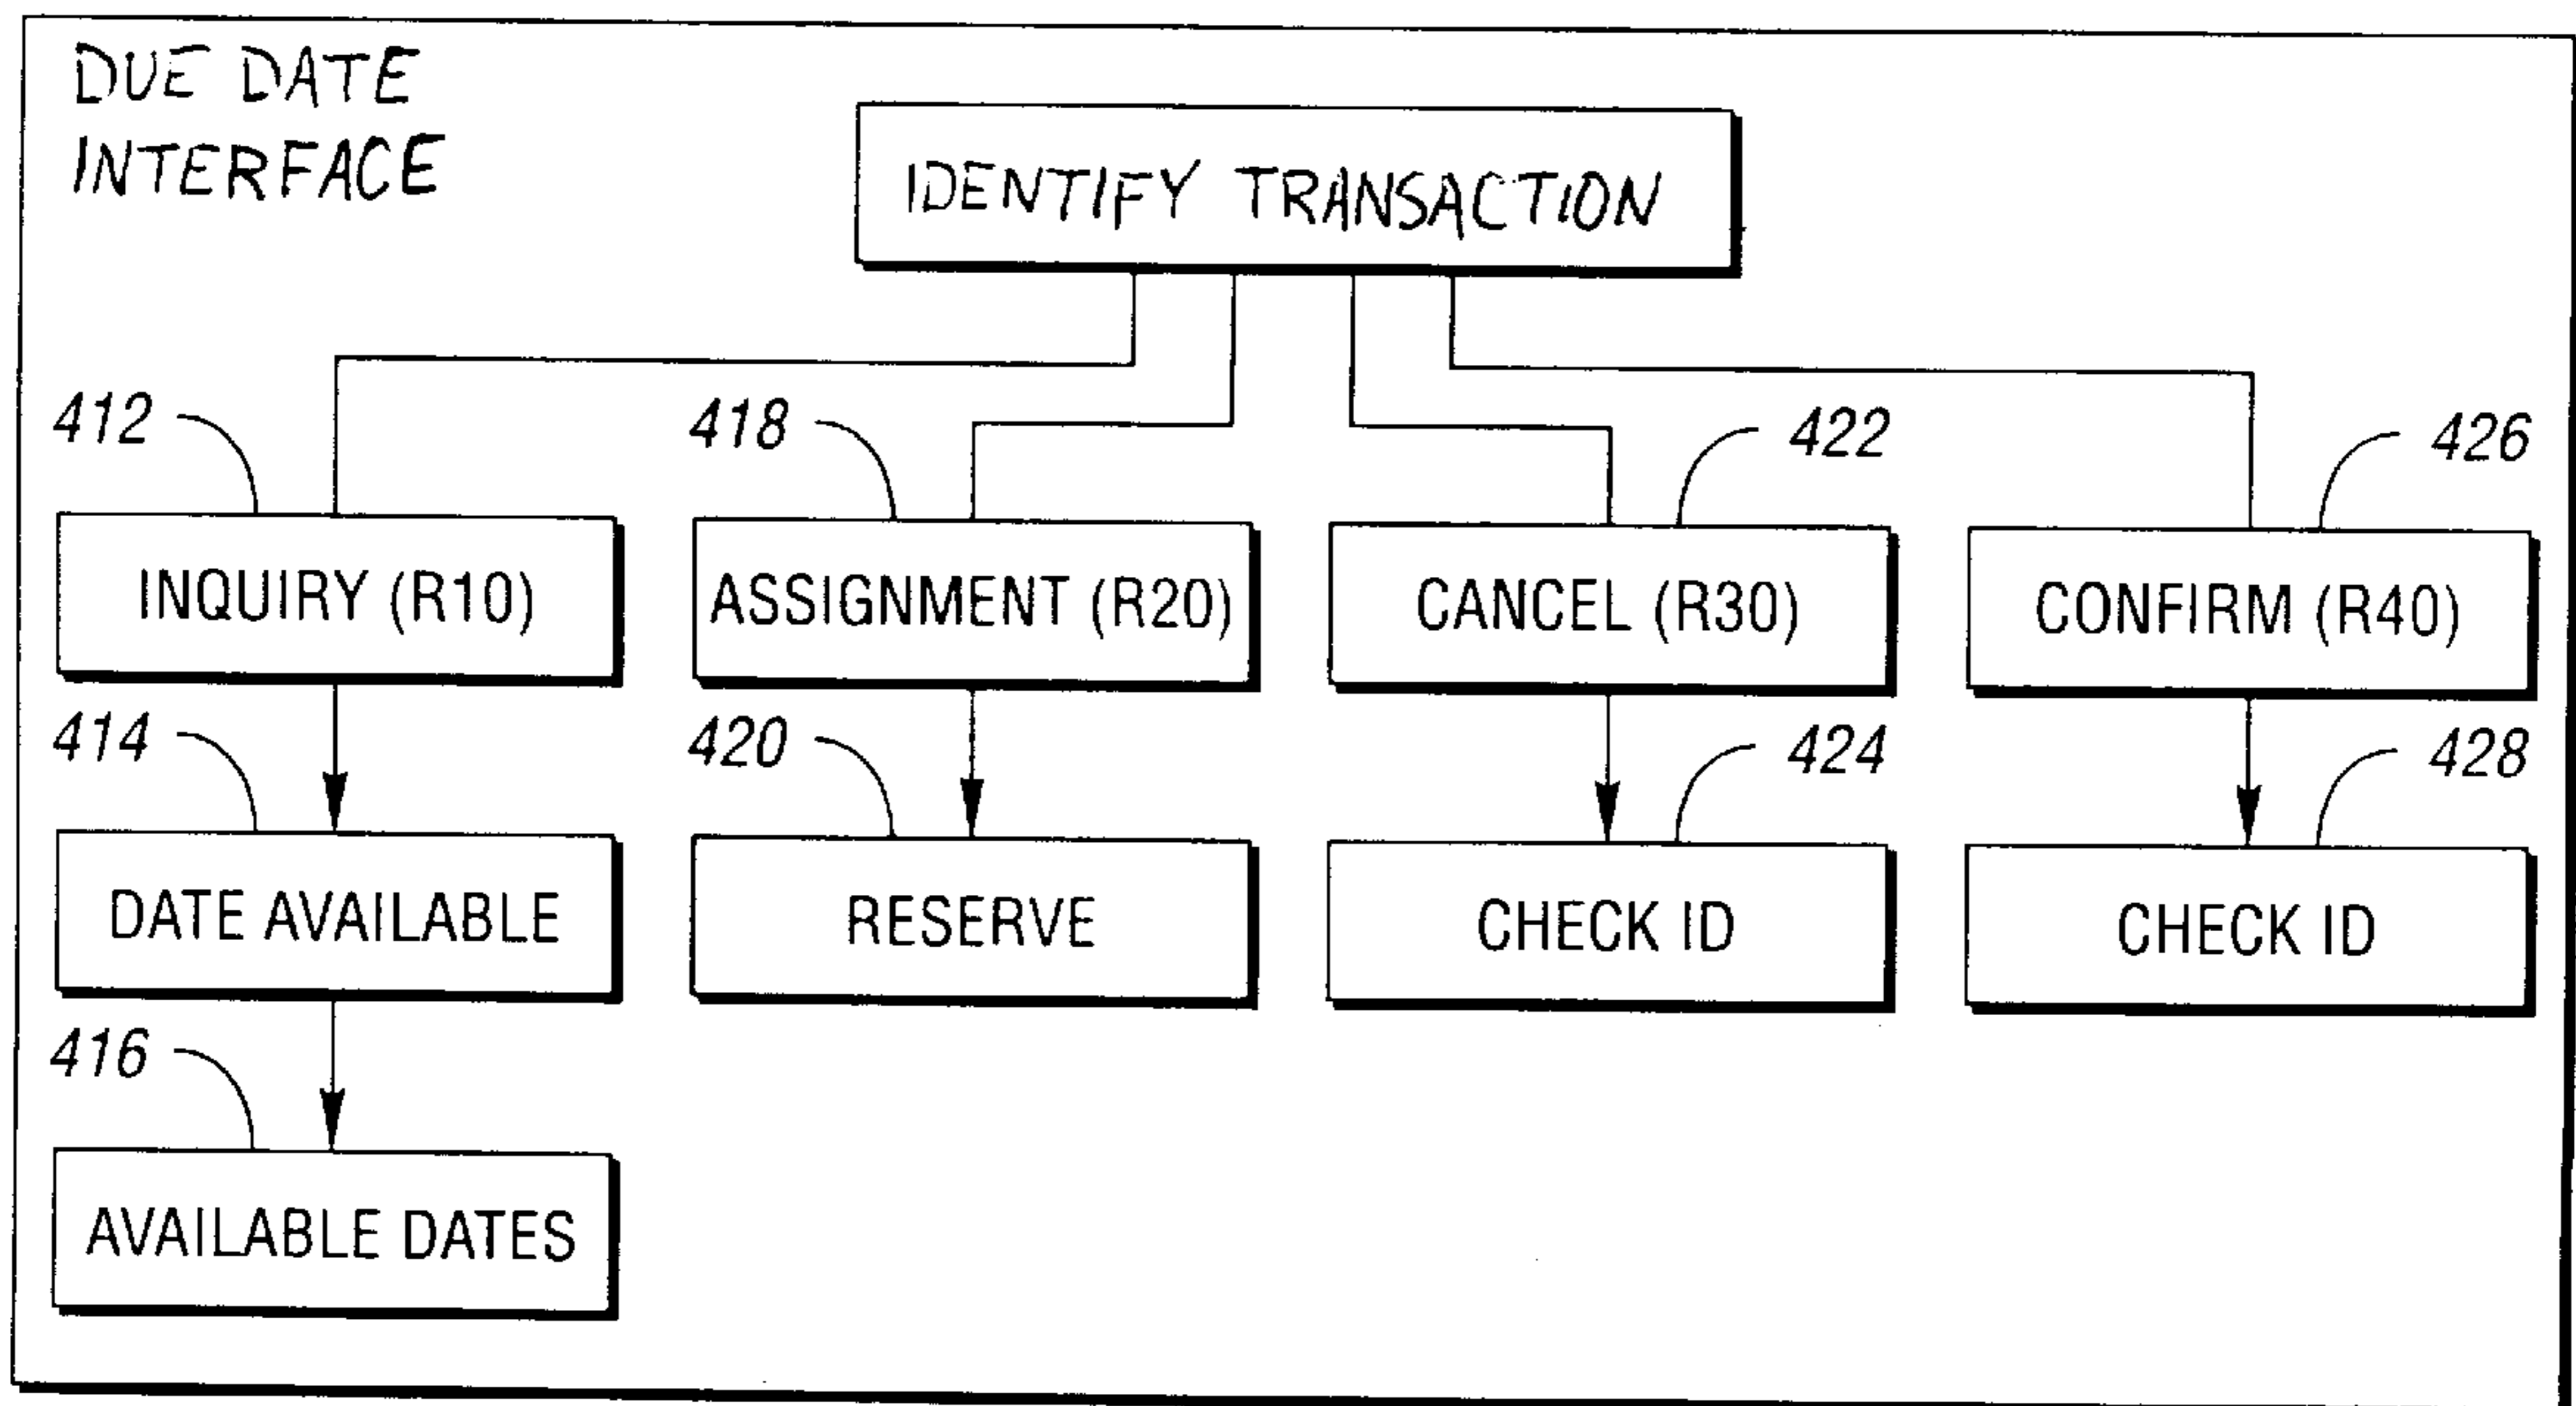 DUE DATE
INTERFACE
IDENTIFY TRANSACTION
412
418
422
426
INQUIRY (R10)
ASSIGNMENT (R20)
CANCEL (R30)
CONFIRM (R40)
414
420
424
428
DATE AVAILABLE
RESERVE
CHECK ID
CHECK ID
416
AVAILABLE DATES